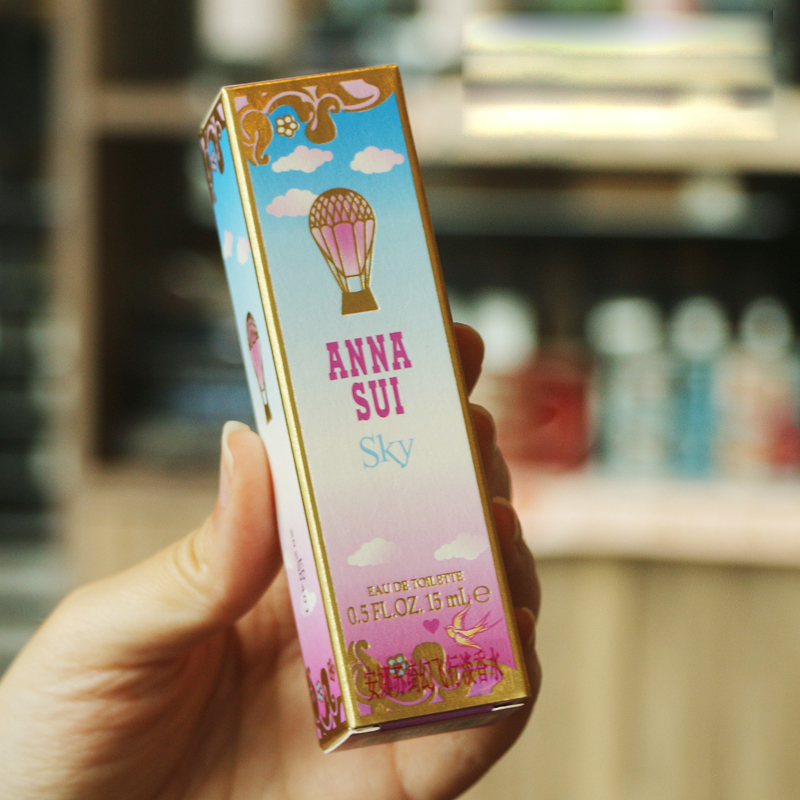 ANNA
SUI
Sky
EAU DE TOILETTE
0.5 FL.OZ. 15 mL ℮